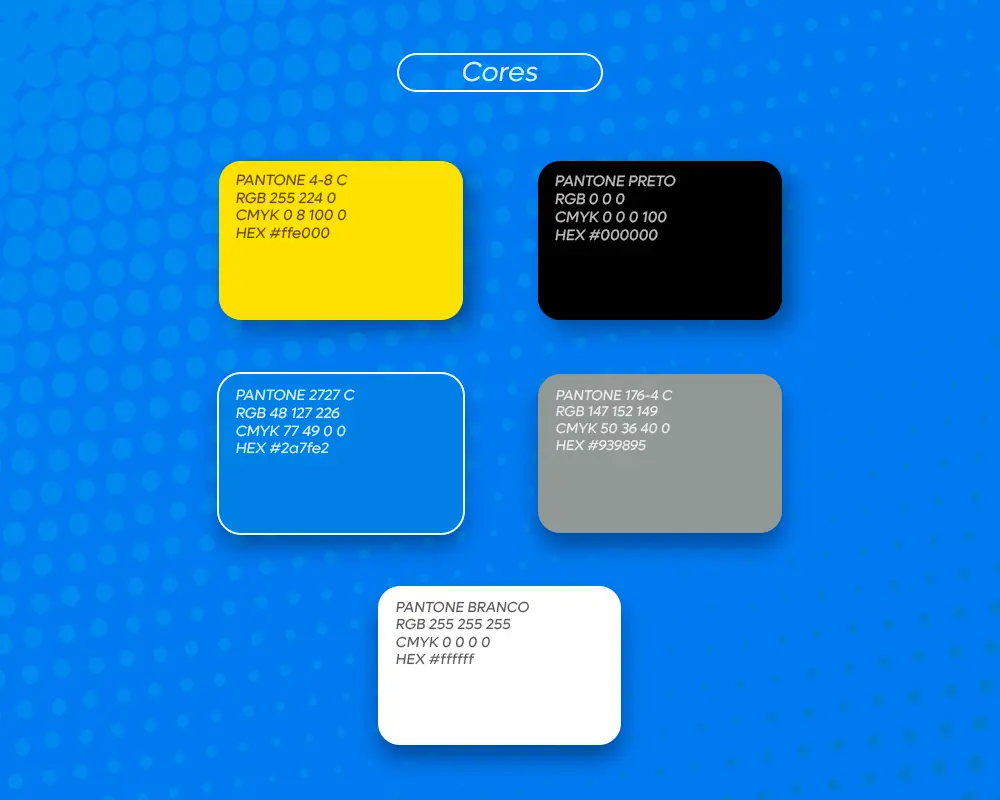 Cores
PANTONE 4-8 C
RGB 255 224 0
CMYK 0 8 100 0
HEX #ffe000
PANTONE PRETO
RGB 0 0 0
CMYK 0 0 0 100
HEX #000000
PANTONE 2727 C
RGB 48 127 226
CMYK 77 49 0 0
HEX #2a7fe2
PANTONE 176-4 C
RGB 147 152 149
CMYK 50 36 40 0
HEX #939895
PANTONE BRANCO
RGB 255 255 255
CMYK 0 0 0 0
HEX #ffffff